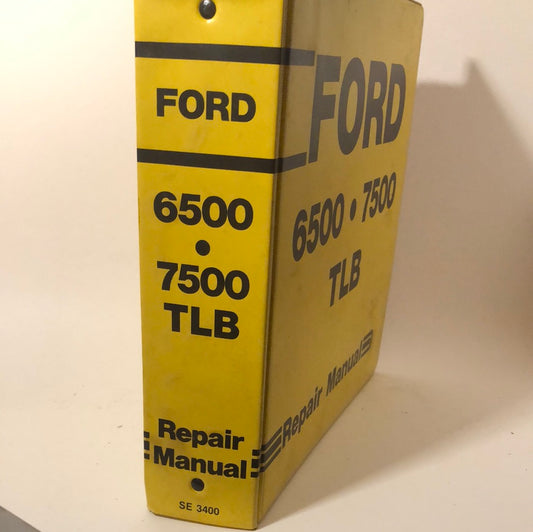 FORD
6500
•
7500
TLB
Repair
Manual
SE 3400
FORD
6500 • 7500
TLB
Repair Manual